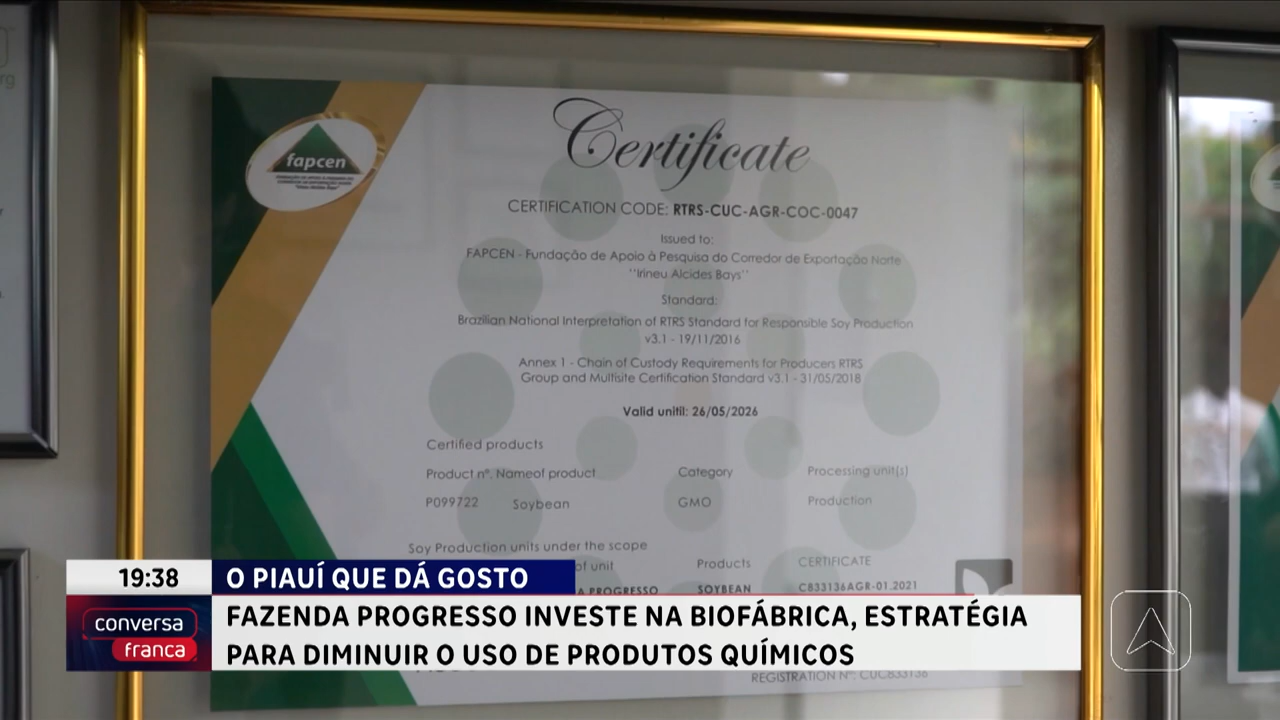 rg
fapcen
Certificate
CERTIFICATION CODE: RTRS-CUC-AGR-COC-0047
Issued to:
FAPCEN - Fundação de Apoio à Pesquisa do Corredor de Exportação Norte
''Irineu Alcides Bays''
Standard:
Brazilian National Interpretation of RTRS Standard for Responsible Soy Production
v3.1 - 19/11/2016
Annex 1 - Chain of Custody Requirements for Producers RTRS
Group and Multisite Certification Standard v3.1 - 31/05/2018
Valid unitil: 26/05/2026
Certified products
Product nº. Nameof product Category Processing unit(s)
P099722 Soybean GMO Production
Soy Production units under the scope
of unit Products CERTIFICATE
A PROGRESSO SOYBEAN C833136AGR-01.2021
19:38 O PIAUÍ QUE DÁ GOSTO
conversa franca
FAZENDA PROGRESSO INVESTE NA BIOFÁBRICA, ESTRATÉGIA
PARA DIMINUIR O USO DE PRODUTOS QUÍMICOS
REGISTRATION Nº: CUC833136